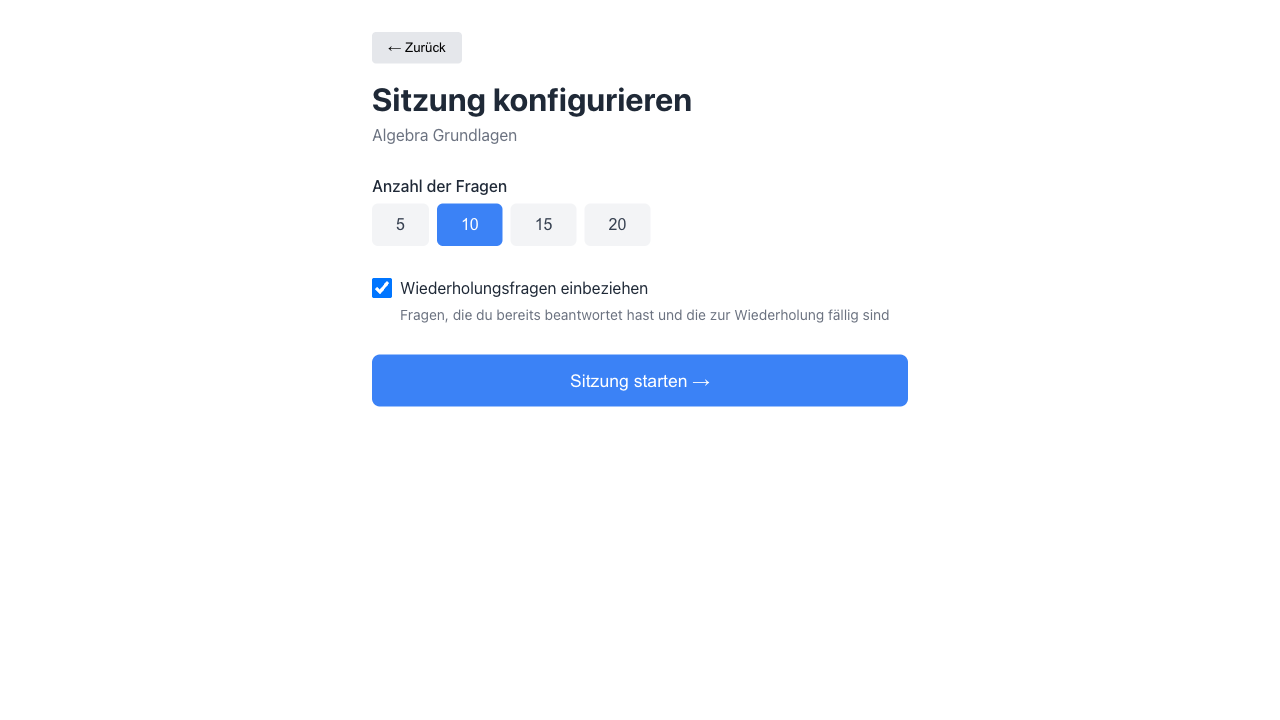 ← Zurück
Sitzung konfigurieren
Algebra Grundlagen
Anzahl der Fragen
5 10 15 20
Wiederholungsfragen einbeziehen
Fragen, die du bereits beantwortet hast und die zur Wiederholung fällig sind
Sitzung starten →